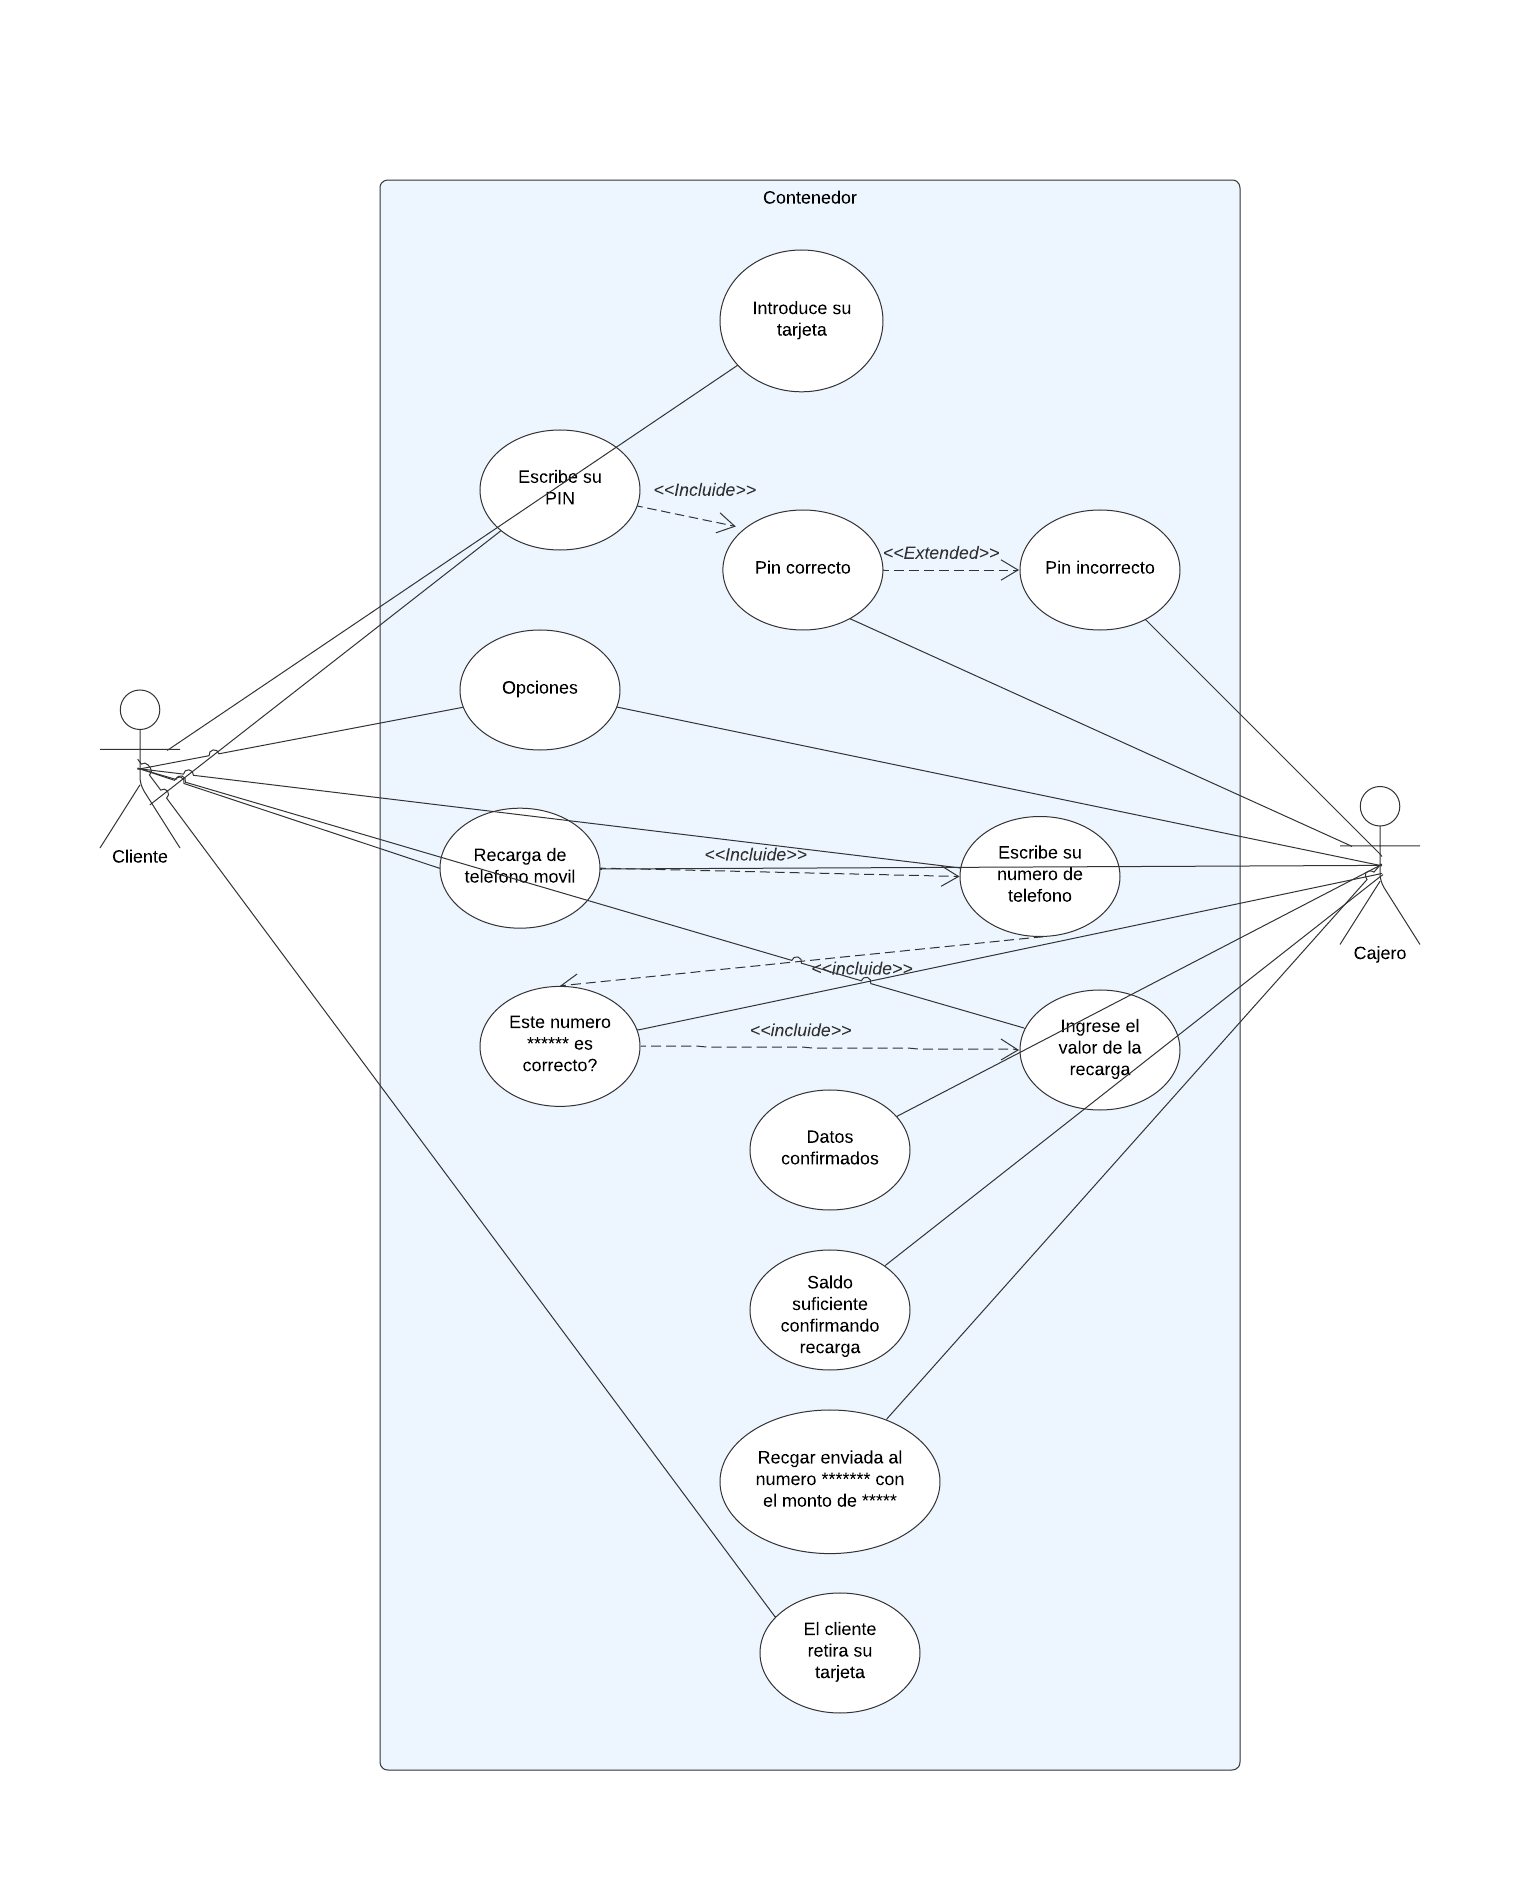 Contenedor
Introduce su
tarjeta
Escribe su
PIN
<<Incluide>>
Pin correcto
<<Extended>>
Pin incorrecto
Opciones
Cliente
Recarga de
telefono movil
<<Incluide>>
Escribe su
numero de
telefono
Cajero
<<incluide>>
Este numero
****** es
correcto?
<<incluide>>
Ingrese el
valor de la
recarga
Datos
confirmados
Saldo
suficiente
confirmando
recarga
Recgar enviada al
numero ******* con
el monto de *****
El cliente
retira su
tarjeta